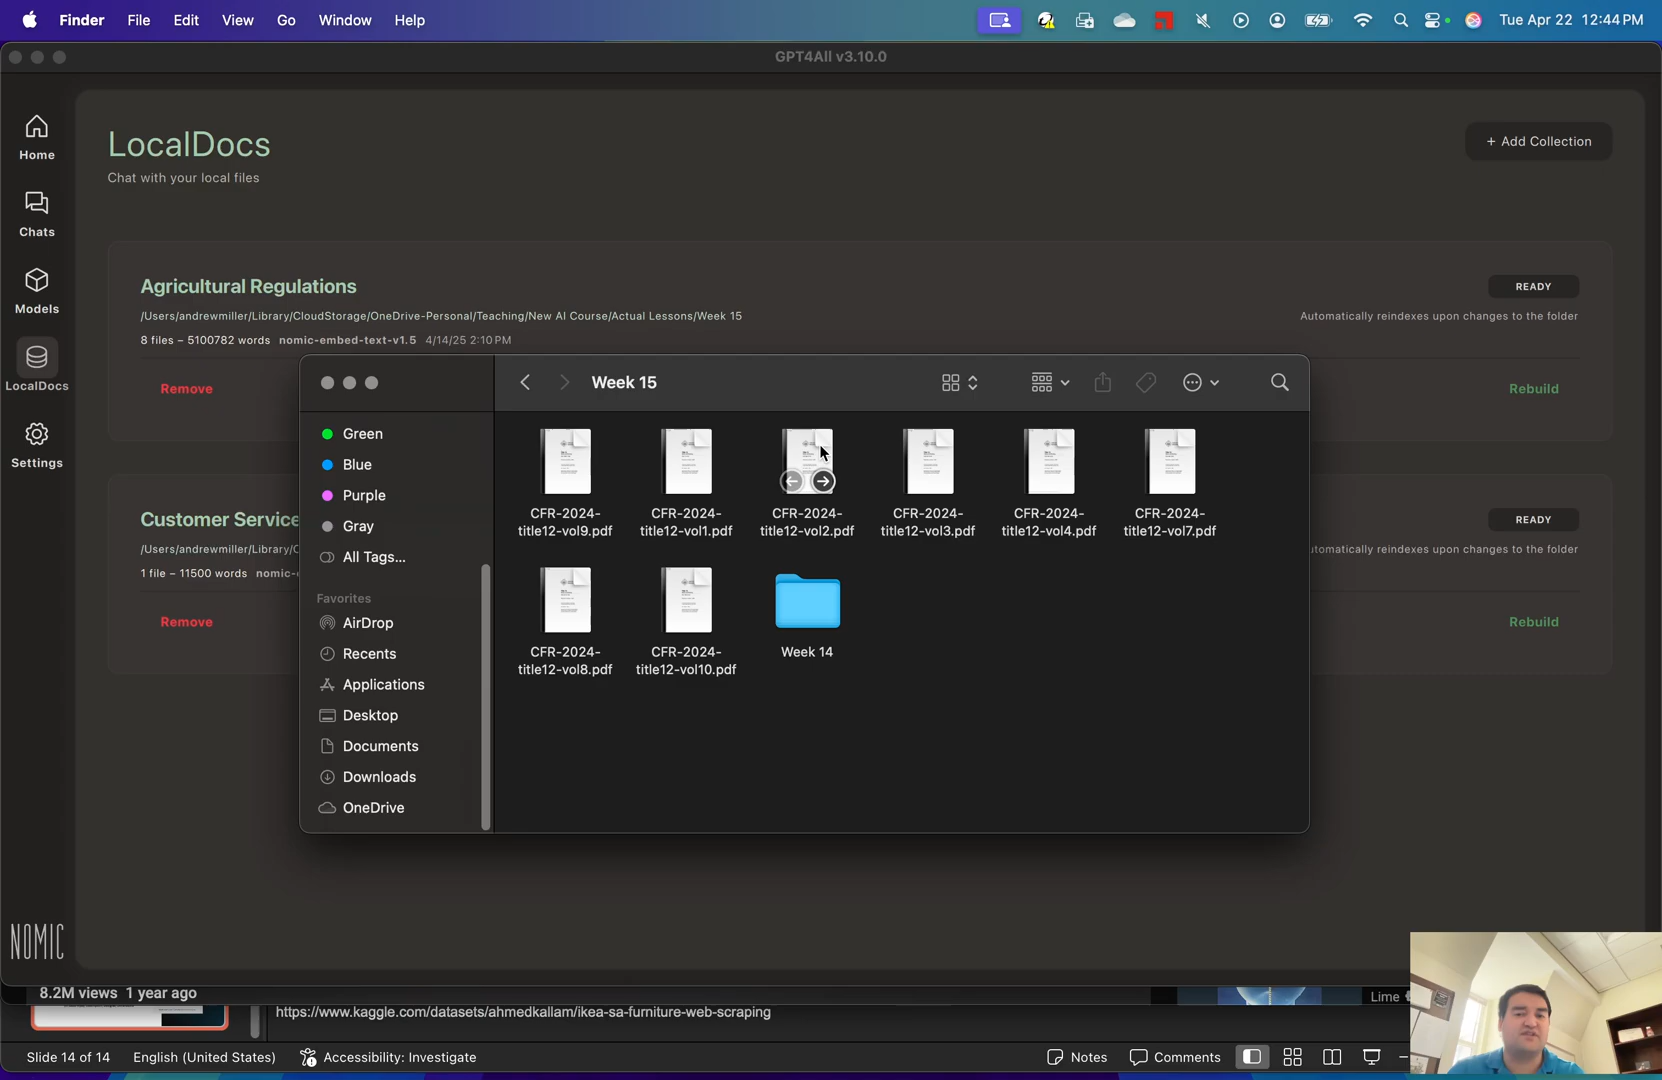 Finder File Edit View Go Window Help
Tue Apr 22 12:44 PM
GPT4All v3.10.0
Home
Chats
Models
LocalDocs
Settings
NOMIC
LocalDocs
Chat with your local files
+ Add Collection
Agricultural Regulations
READY
/Users/andrewmiller/Library/CloudStorage/OneDrive-Personal/Teaching/New AI Course/Actual Lessons/Week 15
Automatically reindexes upon changes to the folder
8 files – 5100782 words nomic-embed-text-v1.5 4/14/25 2:10 PM
Remove
Rebuild
Customer Service
READY
/Users/andrewmiller/Library/C
utomatically reindexes upon changes to the folder
1 file – 11500 words nomic-
Remove
Rebuild
Week 15
Green
Blue
Purple
Gray
All Tags...
Favorites
AirDrop
Recents
Applications
Desktop
Documents
Downloads
OneDrive
CFR-2024-
title12-vol9.pdf
CFR-2024-
title12-vol1.pdf
CFR-2024-
title12-vol2.pdf
CFR-2024-
title12-vol3.pdf
CFR-2024-
title12-vol4.pdf
CFR-2024-
title12-vol7.pdf
CFR-2024-
title12-vol8.pdf
CFR-2024-
title12-vol10.pdf
Week 14
8.2M views 1 year ago
Lime
https://www.kaggle.com/datasets/ahmedkallam/ikea-sa-furniture-web-scraping
Slide 14 of 14 English (United States) Accessibility: Investigate
Notes Comments